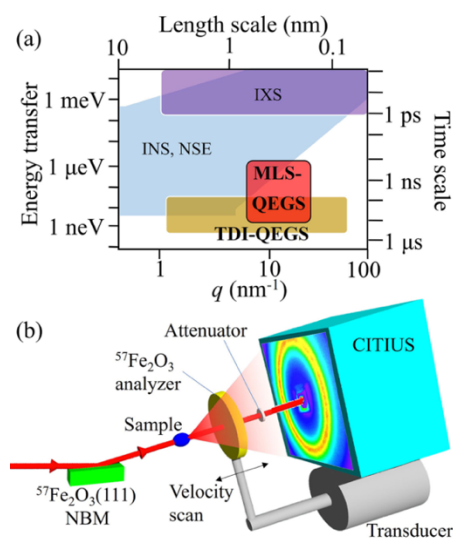 (a)
Length scale (nm)
10 1 0.1
Energy transfer
1 meV
1 μeV
1 neV
IXS
INS, NSE
MLS-
QEGS
TDI-QEGS
1 ps
1 ns
1 μs
Time scale
1 10 100
q (nm⁻¹)
(b)
Attenuator
CITIUS
⁵⁷Fe₂O₃
analyzer
Sample
Velocity
scan
⁵⁷Fe₂O₃(111)
NBM
Transducer